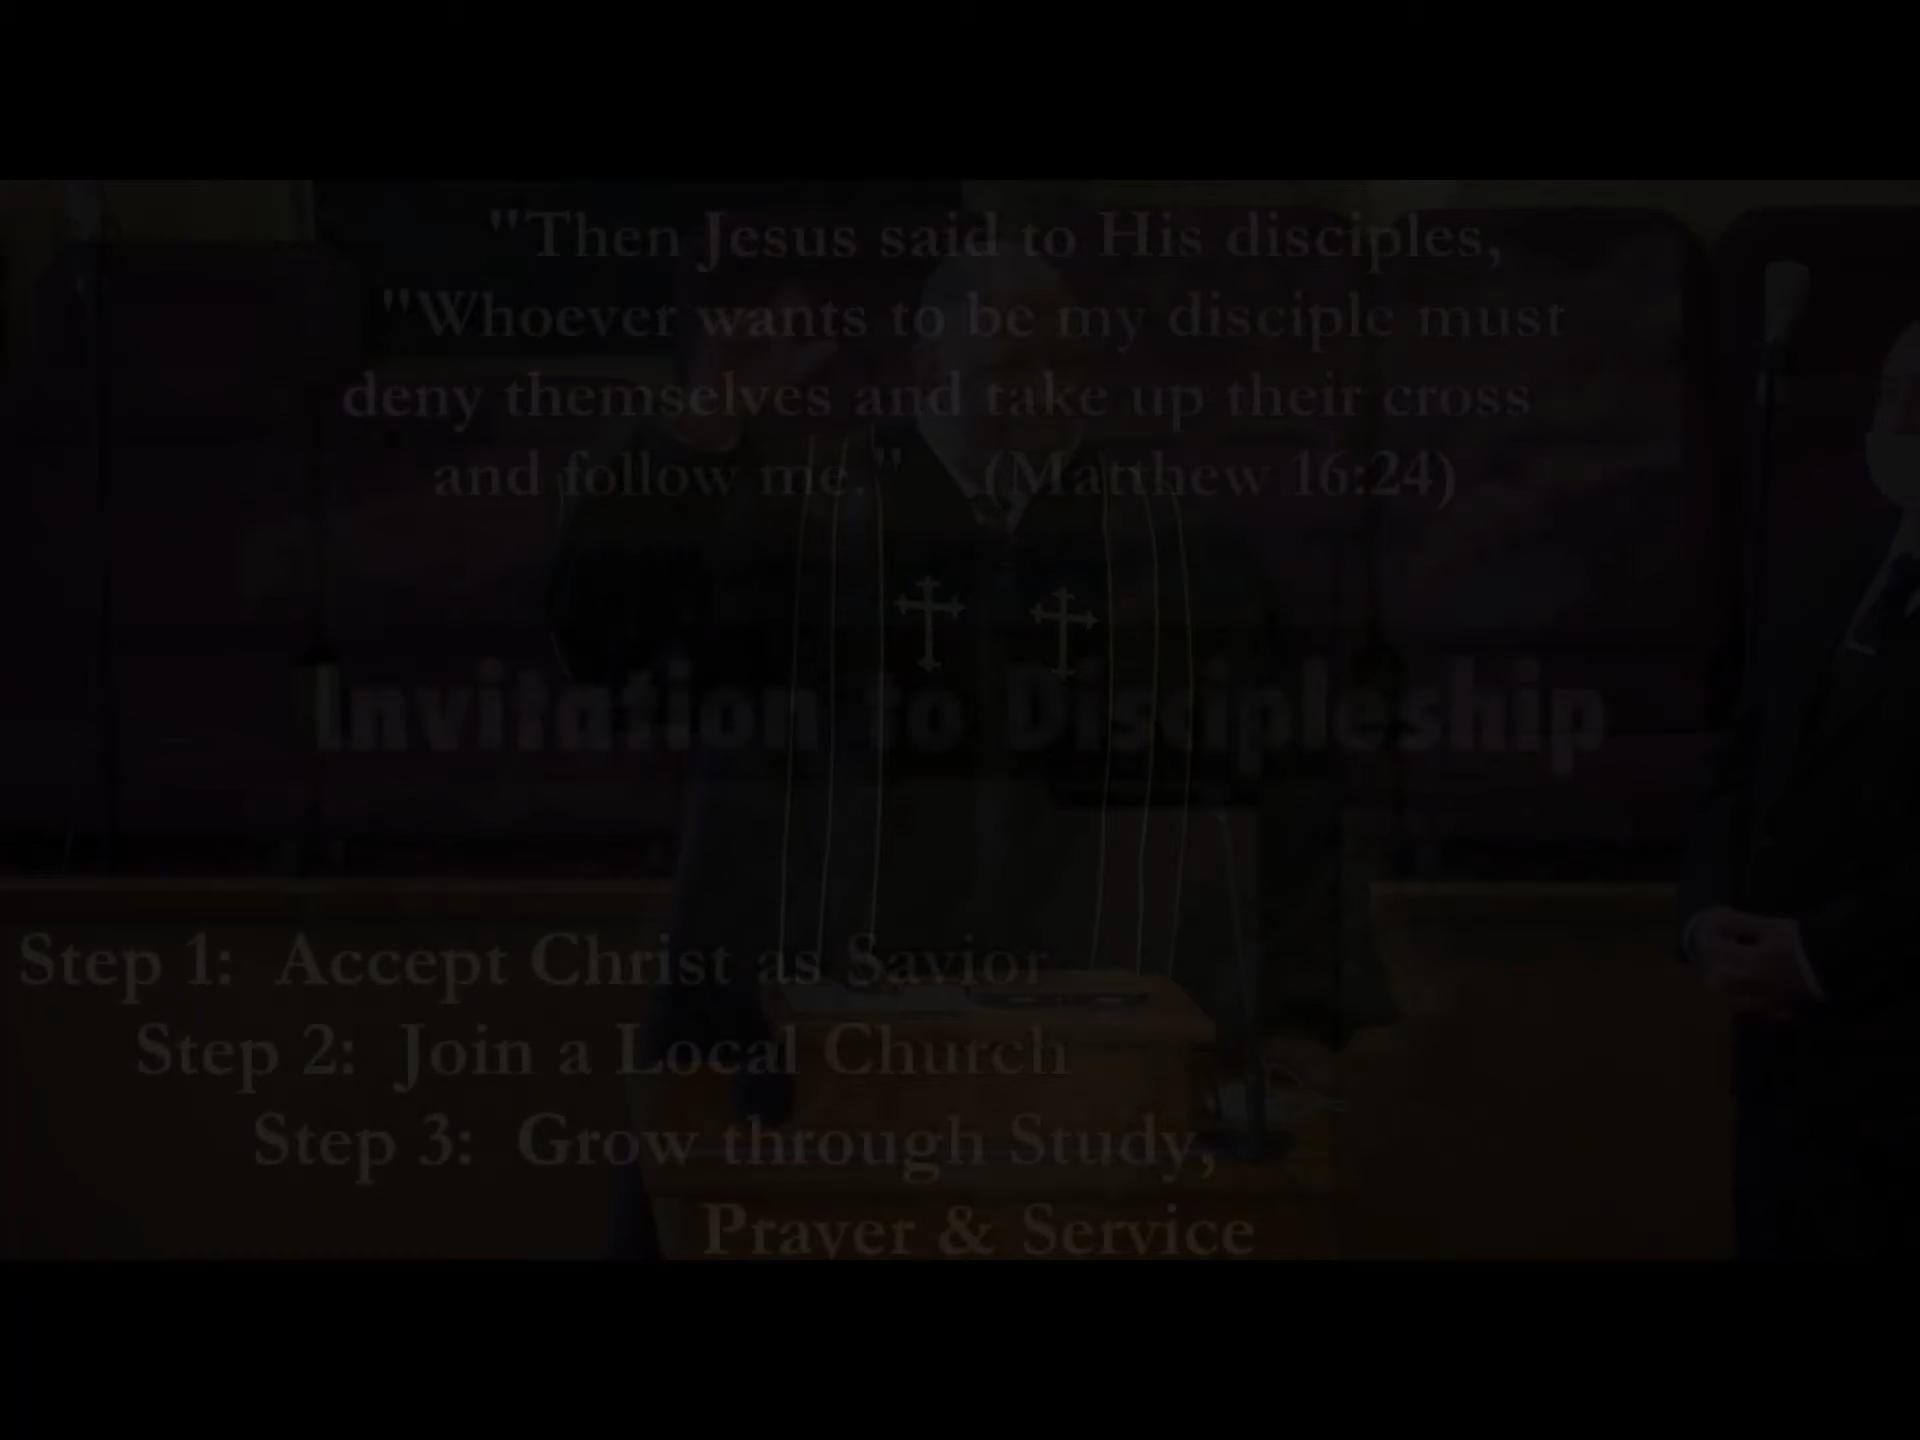 "Then Jesus said to His disciples,
"Whoever wants to be my disciple must
deny themselves and take up their cross
and follow me." (Matthew 16:24)
Invitation to Discipleship
Step 1: Accept Christ as Savior
Step 2: Join a Local Church
Step 3: Grow through Study,
Prayer & Service